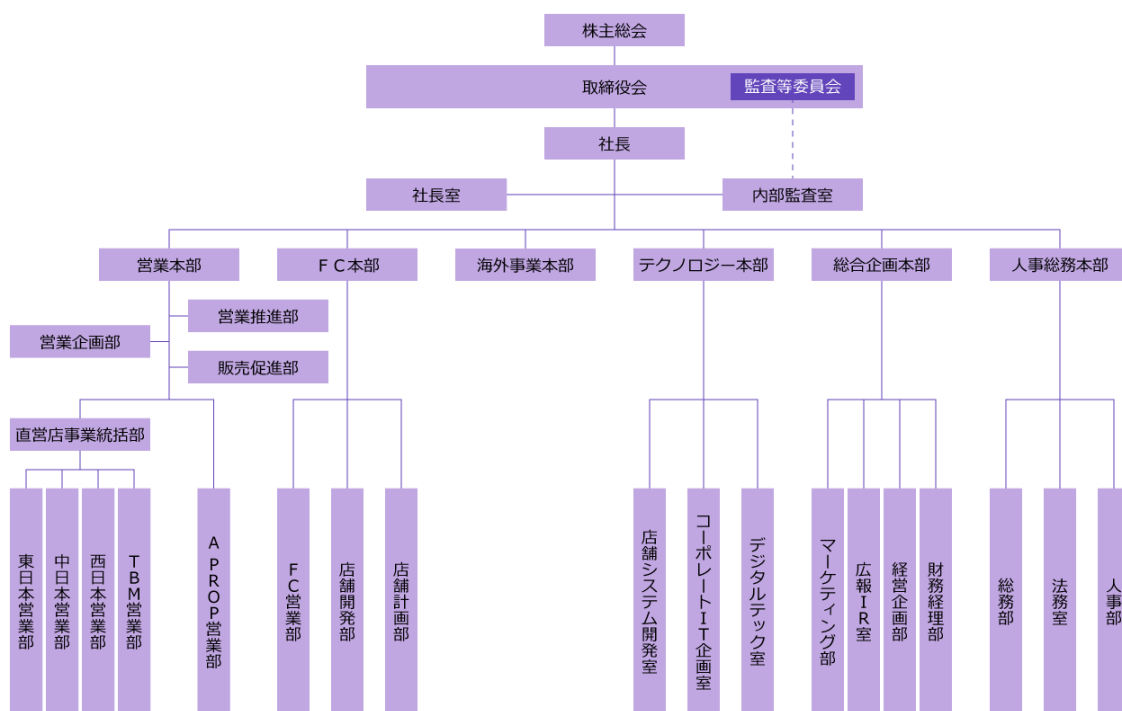 株主総会
取締役会
監査等委員会
社長
社長室
内部監査室
営業本部
ＦＣ本部
海外事業本部
テクノロジー本部
総合企画本部
人事総務本部
営業推進部
営業企画部
販売促進部
直営店事業統括部
東日本営業部
中日本営業部
西日本営業部
ＴＢＭ営業部
A PROP営業部
ＦＣ営業部
店舗開発部
店舗計画部
店舗システム開発室
コーポレートＩＴ企画室
デジタルテック室
マーケティング部
広報ＩＲ室
経営企画部
財務経理部
総務部
法務室
人事部